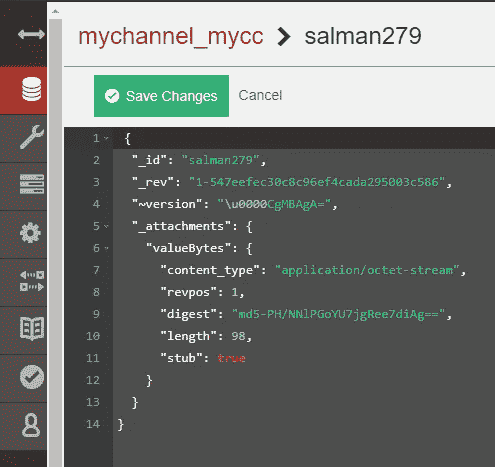 mychannel_mycc > salman279
Save Changes Cancel
1 {
2 "_id": "salman279",
3 "_rev": "1-547eefec30c8c96ef4cada295003c586",
4 "~version": "\u0000CgMBAgA=",
5 "_attachments": {
6 "valueBytes": {
7 "content_type": "application/octet-stream",
8 "revpos": 1,
9 "digest": "md5-PH/NNlPGoYU7jgRee7diAg==",
10 "length": 98,
11 "stub": true
12 }
13 }
14 }